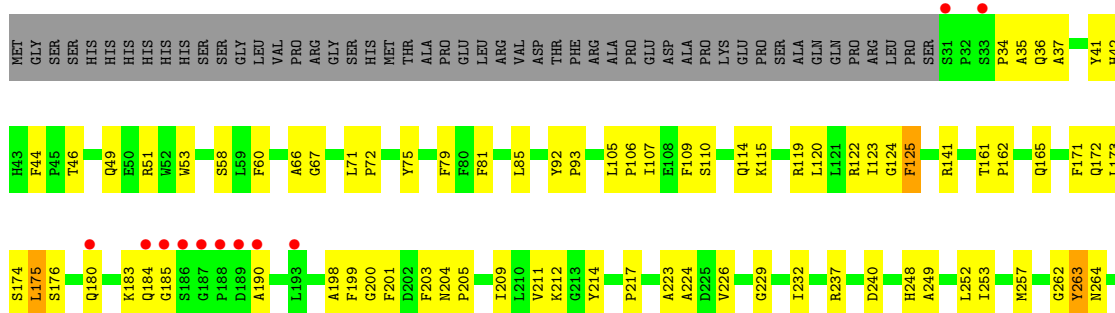 MET GLY SER SER HIS HIS HIS HIS HIS HIS SER SER GLY LEU VAL PRO ARG GLY SER HIS MET THR ALA PRO GLU LEU ARG VAL ASP THR PHE ARG ALA PRO GLU ASP ALA PRO LYS GLU PRO SER ALA GLN GLN PRO ARG LEU PRO SER S31 P32 S33 P34 A35 Q36 A37 Y41 H42
H43 F44 P45 T46 Q49 E50 R51 W52 W53 S58 L59 F60 A66 G67 L71 P72 Y75 F79 F80 F81 L85 Y92 P93 L105 P106 I107 E108 F109 S110 Q114 K115 R119 L120 L121 R122 I123 G124 F125 R141 T161 P162 Q165 F171 Q172 L173
S174 L175 S176 Q180 K183 Q184 G185 S186 G187 P188 D189 A190 L193 A198 F199 G200 F201 D202 F203 N204 P205 I209 L210 V211 K212 G213 Y214 P217 A223 A224 D225 V226 G229 I232 R237 D240 H248 A249 L252 I253 M257 G262 Y263 N264